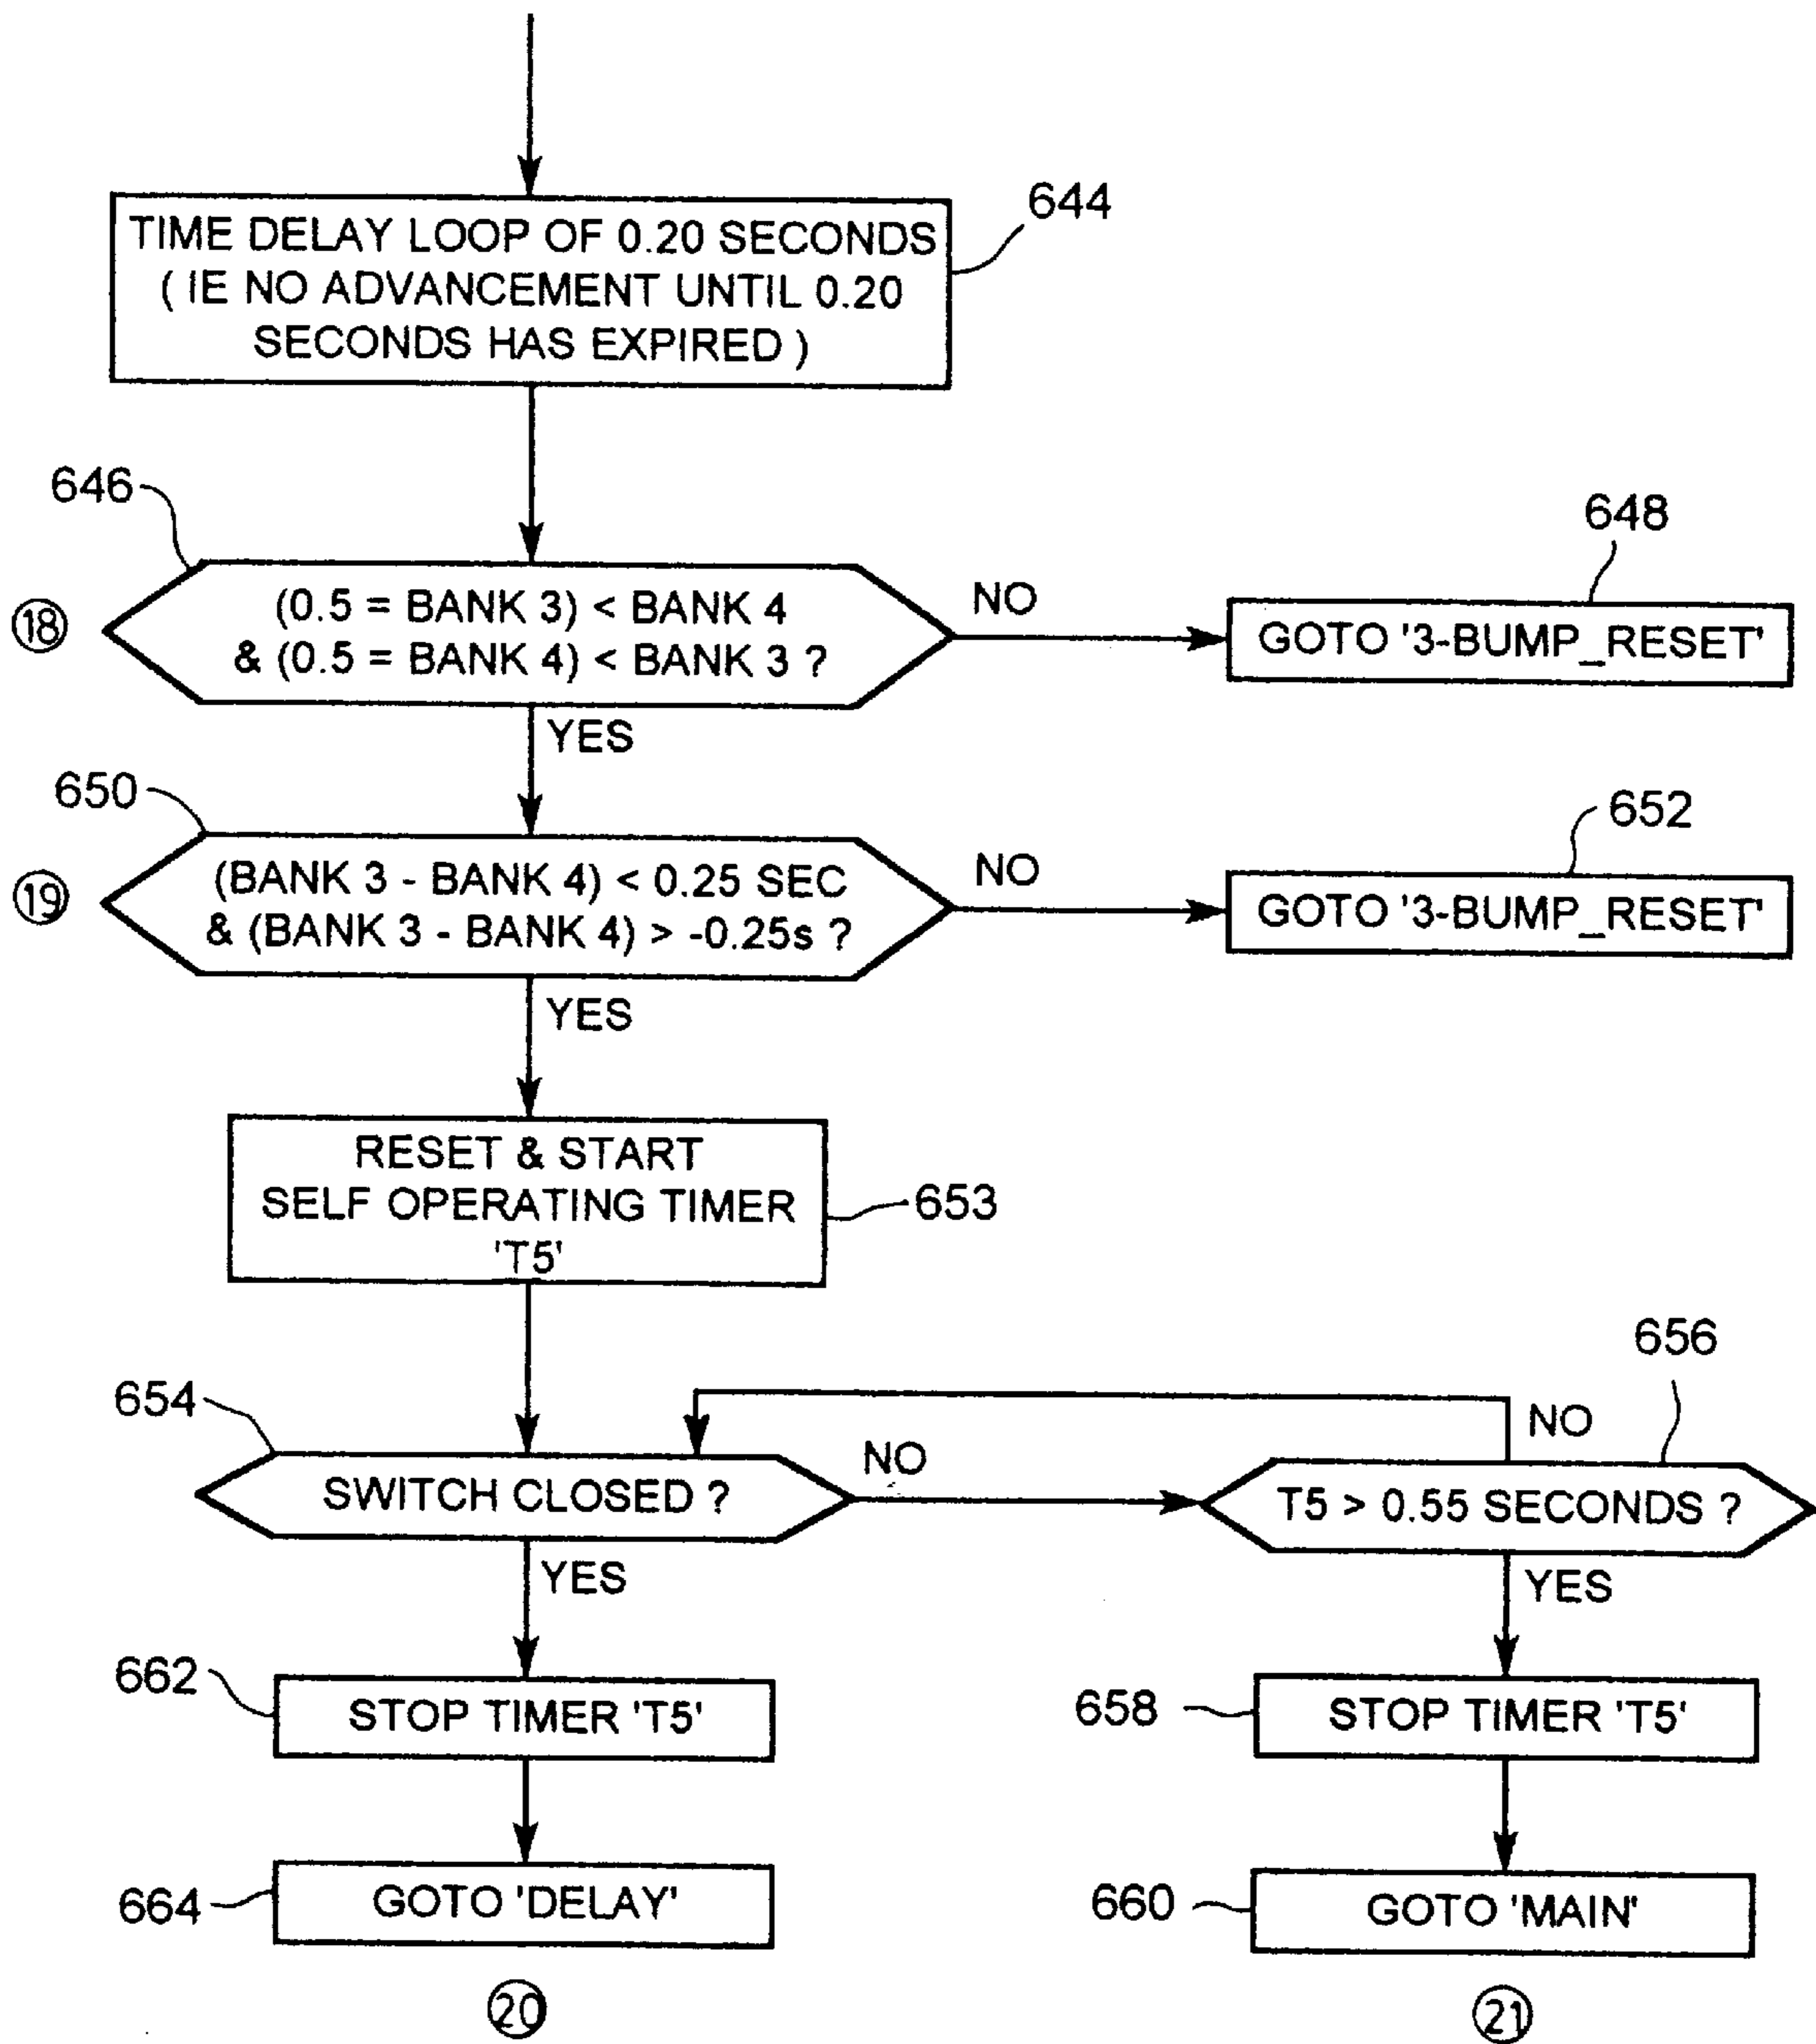 TIME DELAY LOOP OF 0.20 SECONDS
( IE NO ADVANCEMENT UNTIL 0.20
SECONDS HAS EXPIRED )
644
646
18
(0.5 = BANK 3) < BANK 4
& (0.5 = BANK 4) < BANK 3 ?
NO
648
GOTO '3-BUMP_RESET'
YES
650
19
(BANK 3 - BANK 4) < 0.25 SEC
& (BANK 3 - BANK 4) > -0.25s ?
NO
652
GOTO '3-BUMP_RESET'
YES
RESET & START
SELF OPERATING TIMER
'T5'
653
654
SWITCH CLOSED ?
NO
656
NO
T5 > 0.55 SECONDS ?
YES
YES
662
STOP TIMER 'T5'
658
STOP TIMER 'T5'
664
GOTO 'DELAY'
660
GOTO 'MAIN'
20
21